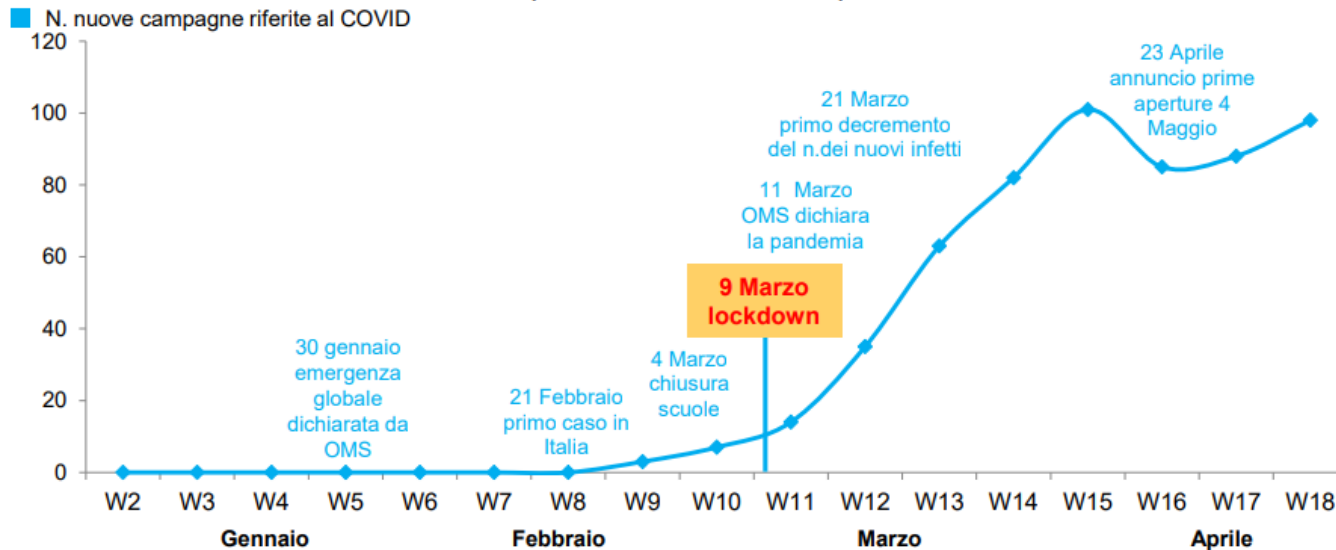 N. nuove campagne riferite al COVID
120
100
80
60
40
20
0
30 gennaio
emergenza
globale
dichiarata da
OMS
21 Febbraio
primo caso in
Italia
4 Marzo
chiusura
scuole
9 Marzo
lockdown
11 Marzo
OMS dichiara
la pandemia
21 Marzo
primo decremento
del n.dei nuovi infetti
23 Aprile
annuncio prime
aperture 4
Maggio
W2 W3 W4 W5 W6 W7 W8 W9 W10 W11 W12 W13 W14 W15 W16 W17 W18
Gennaio Febbraio Marzo Aprile